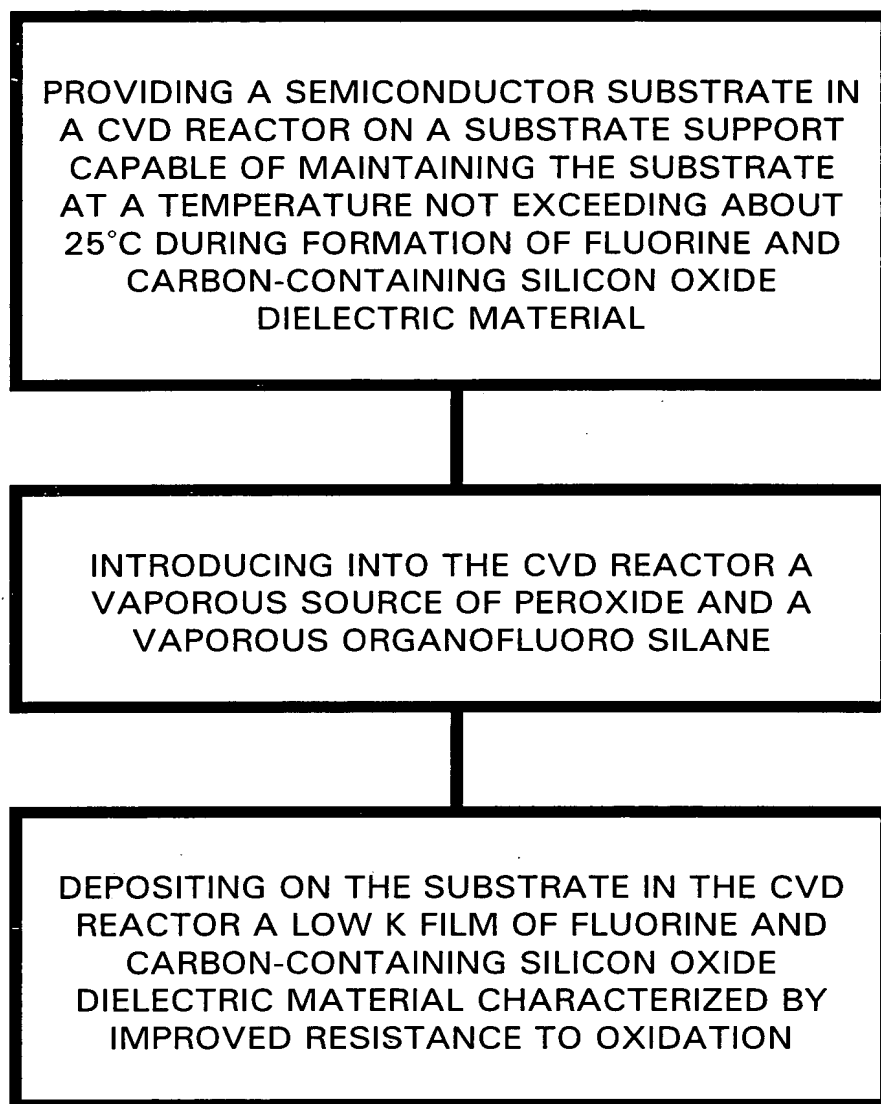 PROVIDING A SEMICONDUCTOR SUBSTRATE IN
A CVD REACTOR ON A SUBSTRATE SUPPORT
CAPABLE OF MAINTAINING THE SUBSTRATE
AT A TEMPERATURE NOT EXCEEDING ABOUT
25°C DURING FORMATION OF FLUORINE AND
CARBON-CONTAINING SILICON OXIDE
DIELECTRIC MATERIAL
INTRODUCING INTO THE CVD REACTOR A
VAPOROUS SOURCE OF PEROXIDE AND A
VAPOROUS ORGANOFLUORO SILANE
DEPOSITING ON THE SUBSTRATE IN THE CVD
REACTOR A LOW K FILM OF FLUORINE AND
CARBON-CONTAINING SILICON OXIDE
DIELECTRIC MATERIAL CHARACTERIZED BY
IMPROVED RESISTANCE TO OXIDATION